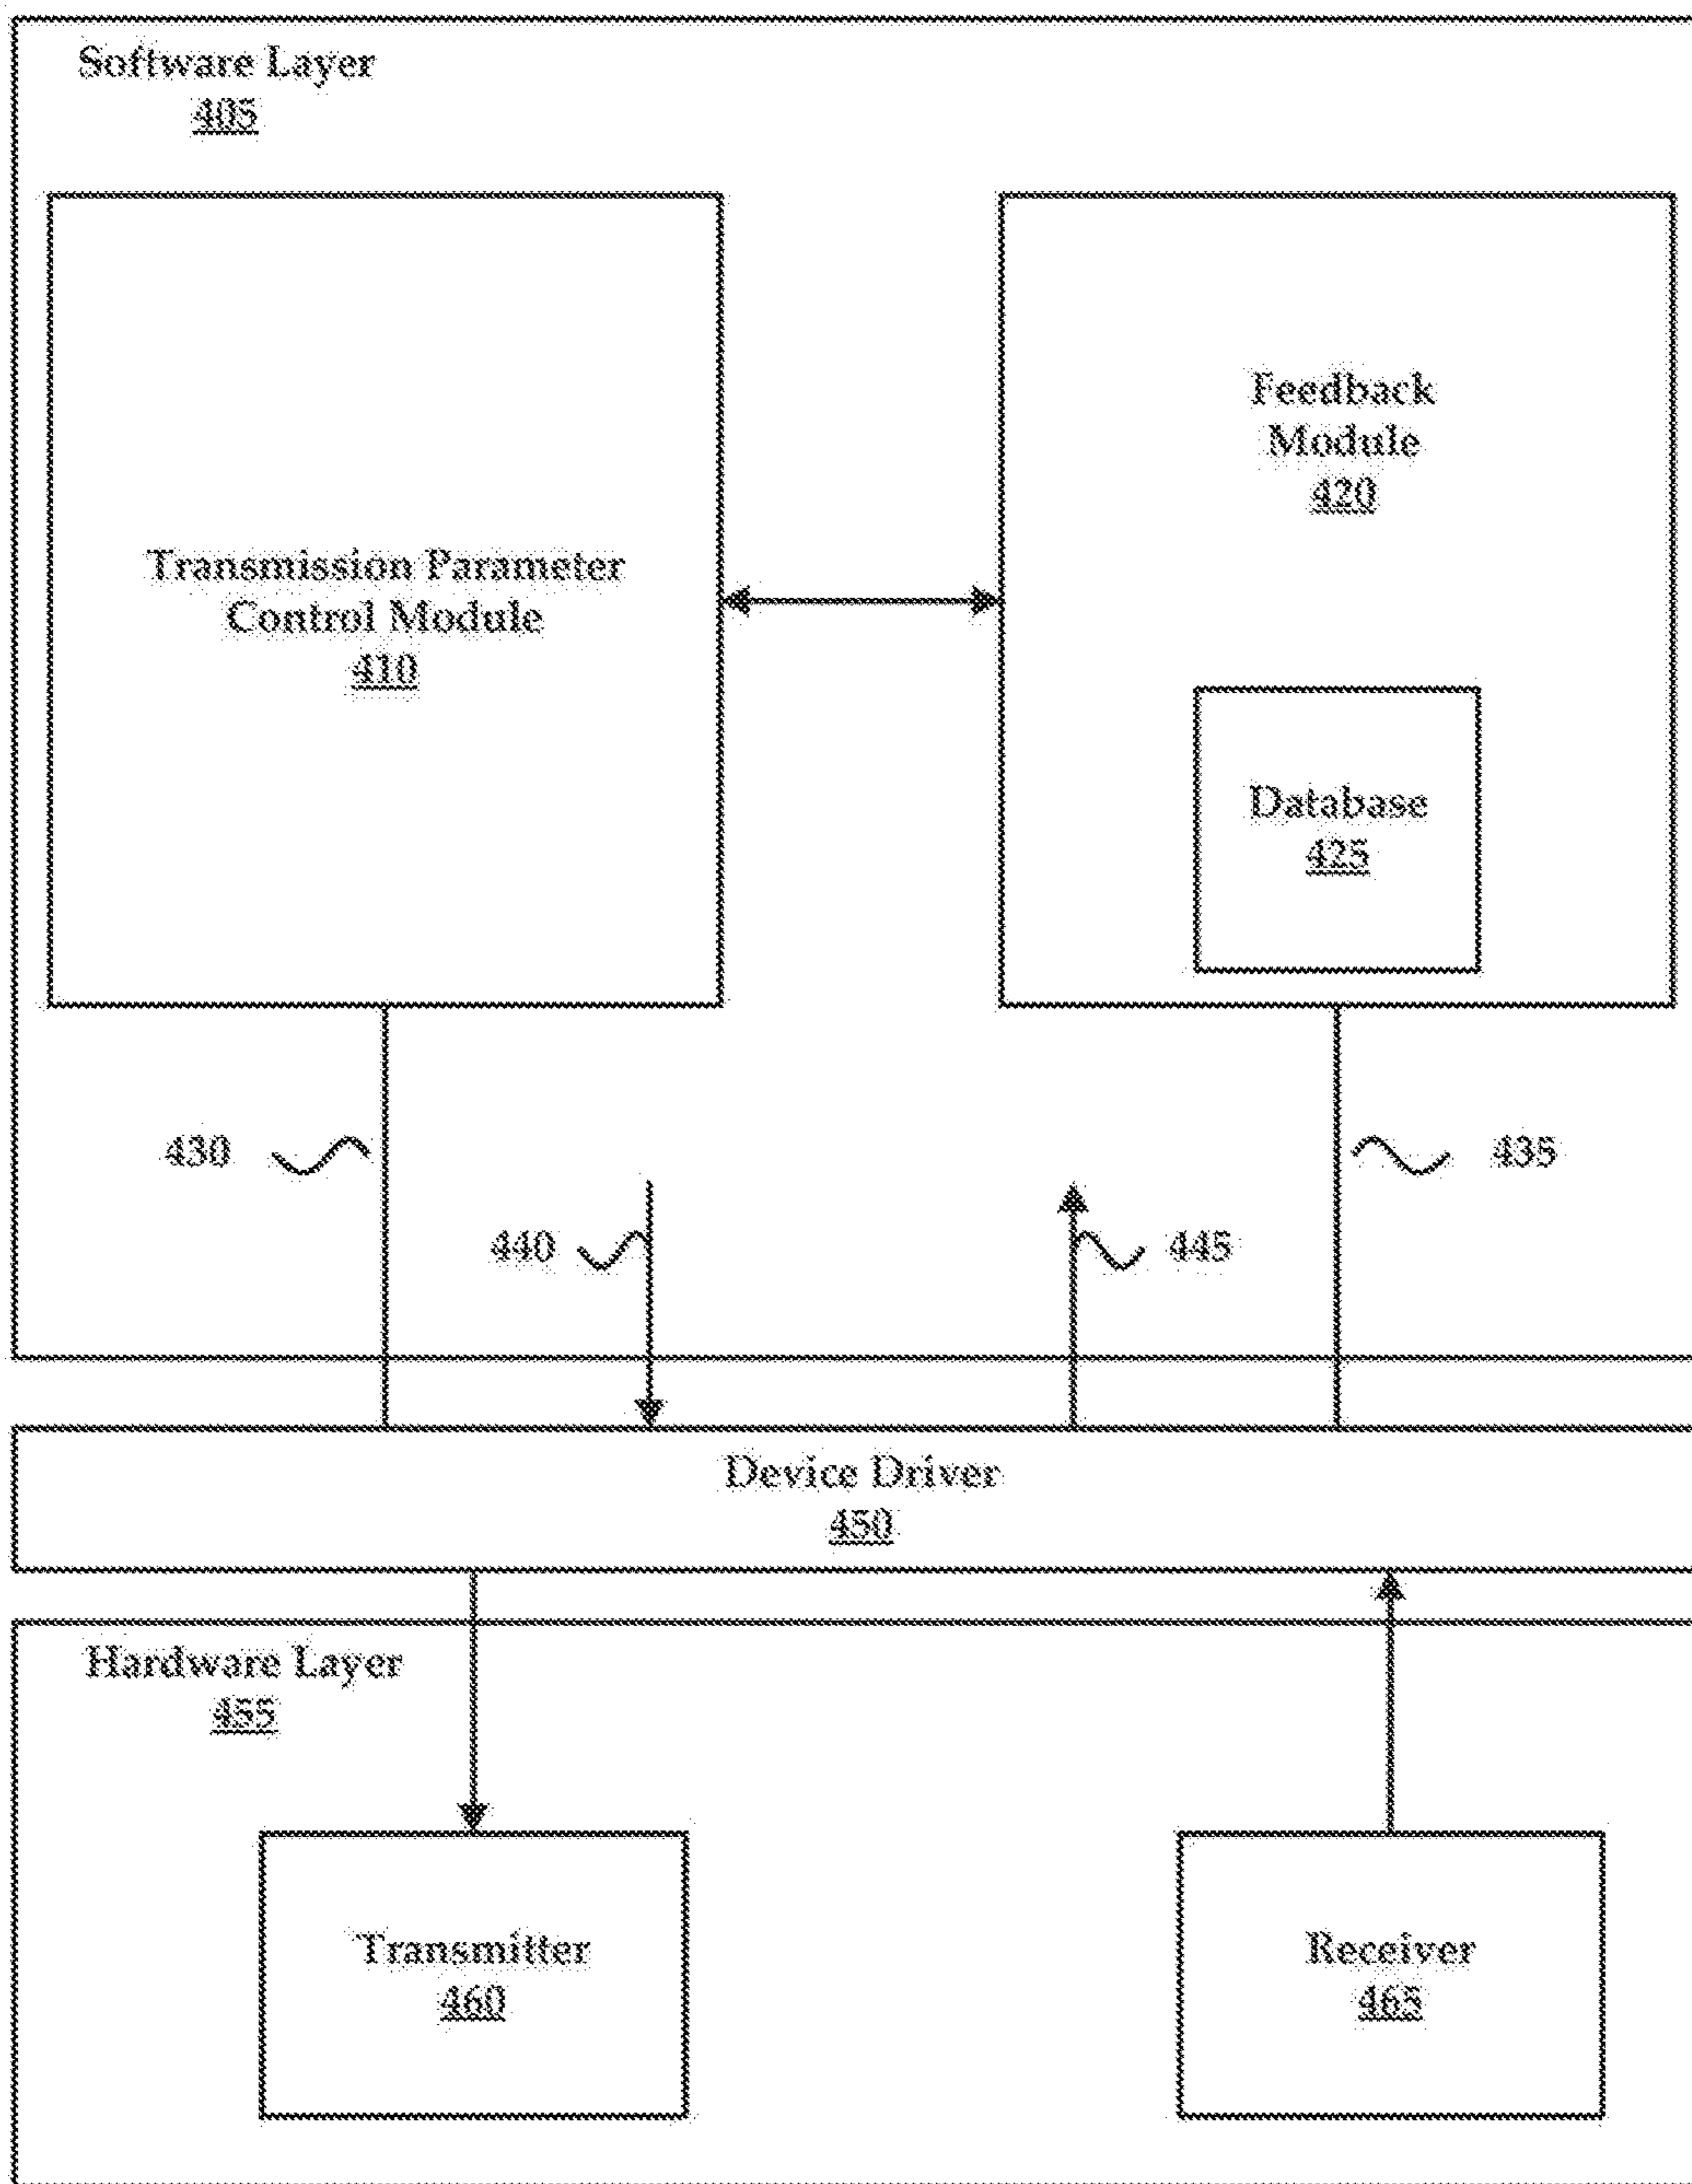 Software Layer
405
Feedback
Module
420
Transmission Parameter
Control Module
410
Database
425
430
435
440
445
Device Driver
450
Hardware Layer
455
Transmitter
460
Receiver
465